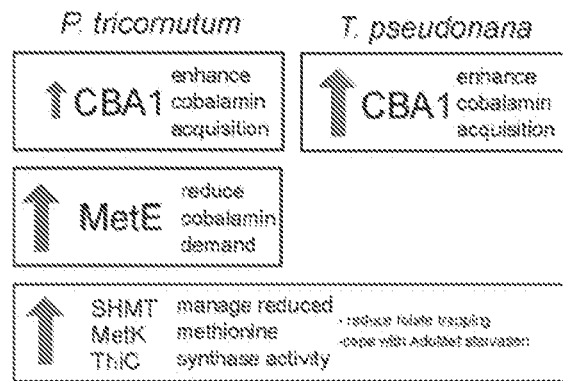 P. tricornutum
T. pseudonana
CBA1
enhance
cobalamin
acquisition
CBA1
enhance
cobalamin
acquisition
MetE
reduce
cobalamin
demand
SHMT
MetK
ThiC
manage reduced
methionine
synthase activity
- reduce folate trapping
-cope with AdoMet starvation